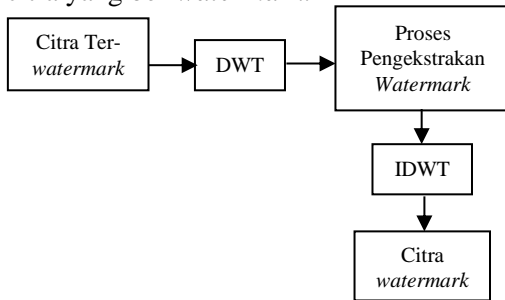 Citra Ter-
watermark
DWT
Proses
Pengekstrakan
Watermark
IDWT
Citra
watermark